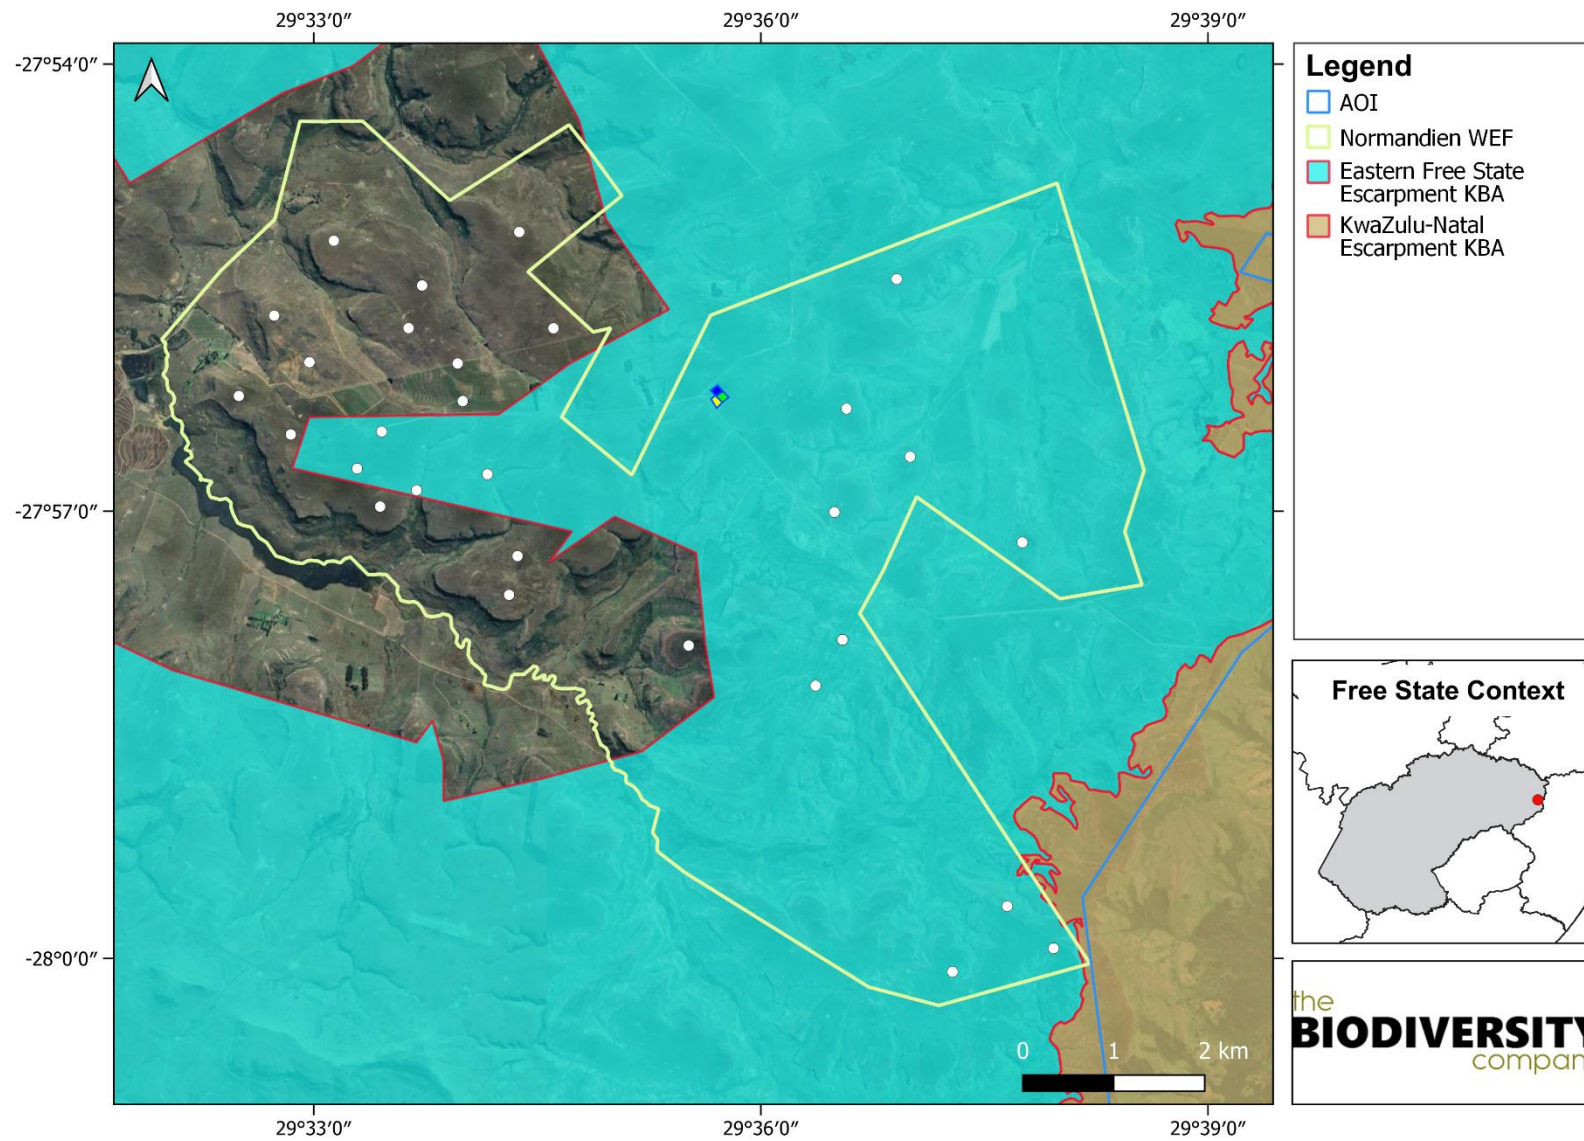 29°33′0″ 29°36′0″ 29°39′0″
-27°54′0″
-27°57′0″
-28°0′0″
0 1 2 km
29°33′0″ 29°36′0″ 29°39′0″
Legend
AOI
Normandien WEF
Eastern Free State
Escarpment KBA
KwaZulu-Natal
Escarpment KBA
Free State Context
the
BIODIVERSITY
compan